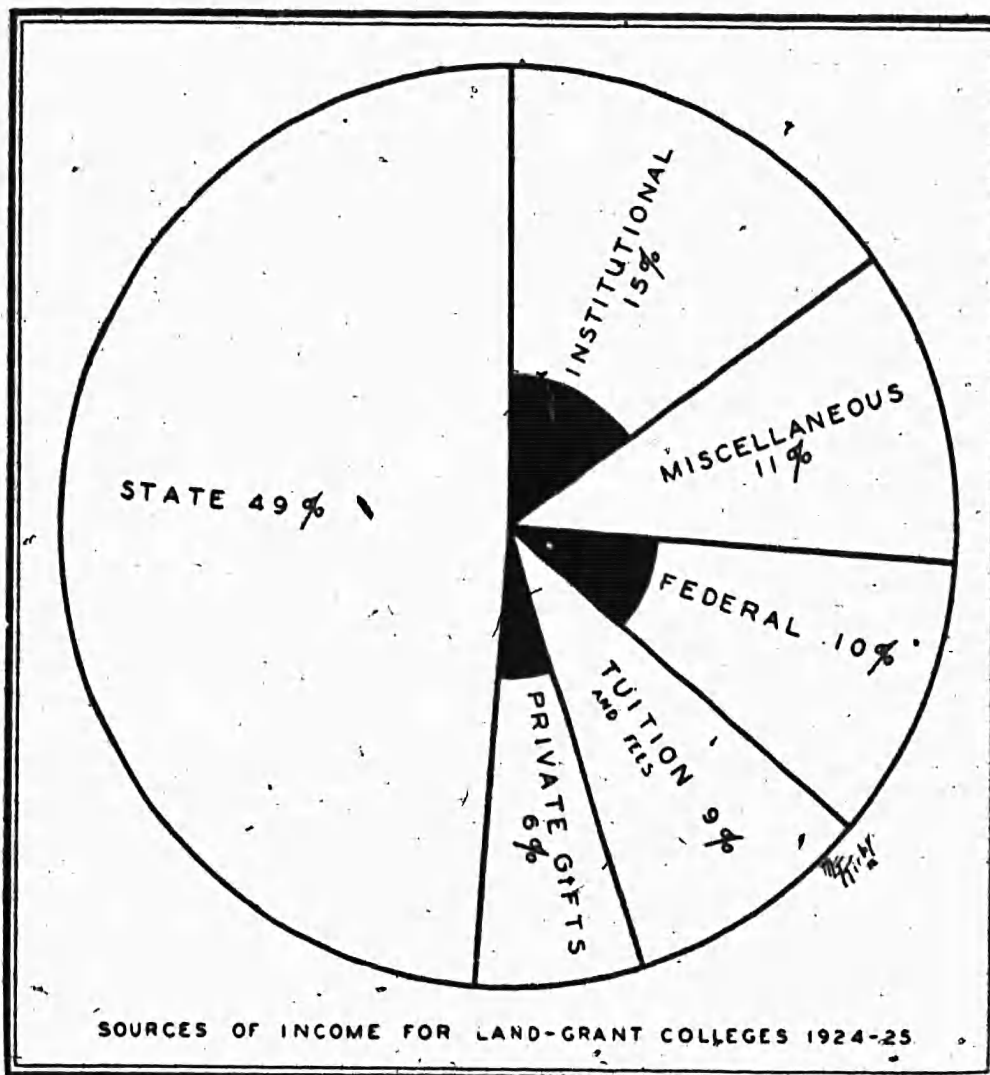 INSTITUTIONAL
15%
MISCELLANEOUS
11%
STATE 49%
FEDERAL 10%
TUITION 9%
AND FEES
PRIVATE GIFTS
6%
SOURCES OF INCOME FOR LAND-GRANT COLLEGES 1924-25